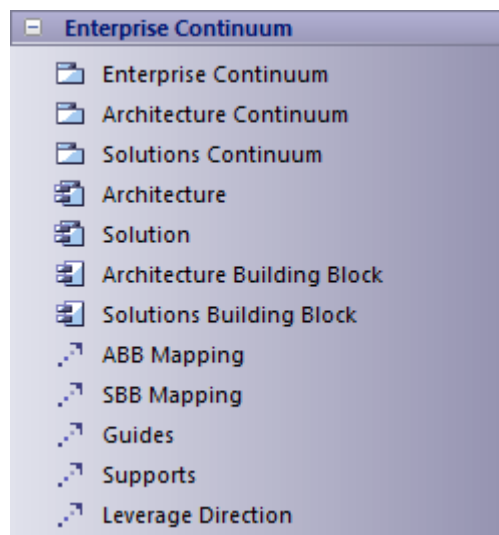 Enterprise Continuum
Enterprise Continuum
Architecture Continuum
Solutions Continuum
Architecture
Solution
Architecture Building Block
Solutions Building Block
ABB Mapping
SBB Mapping
Guides
Supports
Leverage Direction